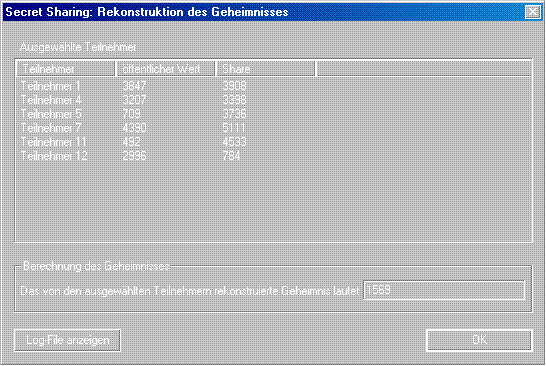 Secret Sharing: Rekonstruktion des Geheimnisses
Ausgewählte Teilnehmer
Teilnehmer öffentlicher Wert Share
Teilnehmer 1 3847 3908
Teilnehmer 4 3207 3398
Teilnehmer 5 709 3736
Teilnehmer 7 4390 5111
Teilnehmer 11 492 4533
Teilnehmer 12 2996 784
Berechnung des Geheimnisses
Das von den ausgewählten Teilnehmern rekonstruierte Geheimnis lautet 1569
Log-File anzeigen OK